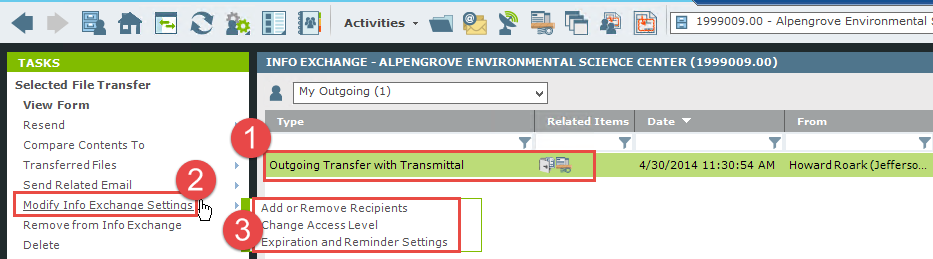 Activities
1999009.00 - Alpengrove Environmental
TASKS
Selected File Transfer
View Form
Resend
Compare Contents To
Transferred Files
Send Related Email
Modify Info Exchange Settings
Remove from Info Exchange
Delete
2
INFO EXCHANGE - ALPENGROVE ENVIRONMENTAL SCIENCE CENTER (1999009.00)
My Outgoing (1)
1
Type Related Items Date From
Outgoing Transfer with Transmittal 4/30/2014 11:30:54 AM Howard Roark (Jefferso...
3
Add or Remove Recipients
Change Access Level
Expiration and Reminder Settings